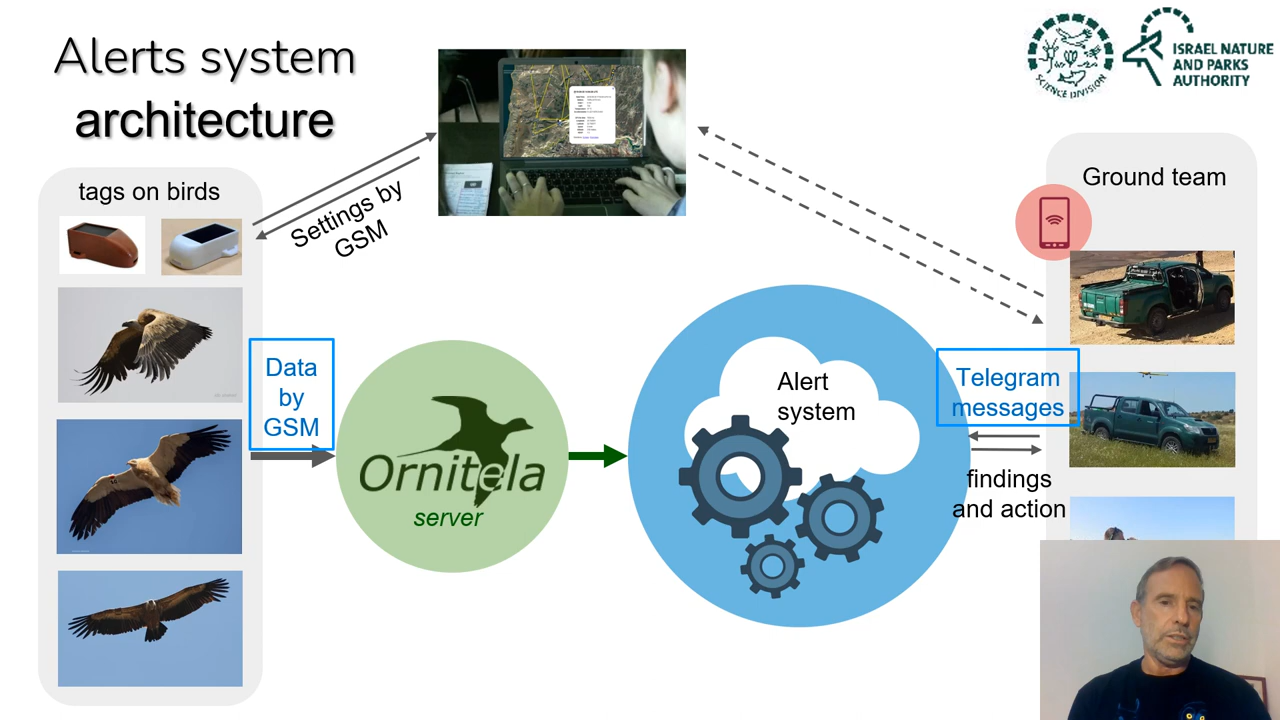 Alerts system
architecture
SCIENCE DIVISION
ISRAEL NATURE
AND PARKS
AUTHORITY
tags on birds
Settings by
GSM
Ground team
Data
by
GSM
Ornitela
server
Alert
system
Telegram
messages
findings
and action